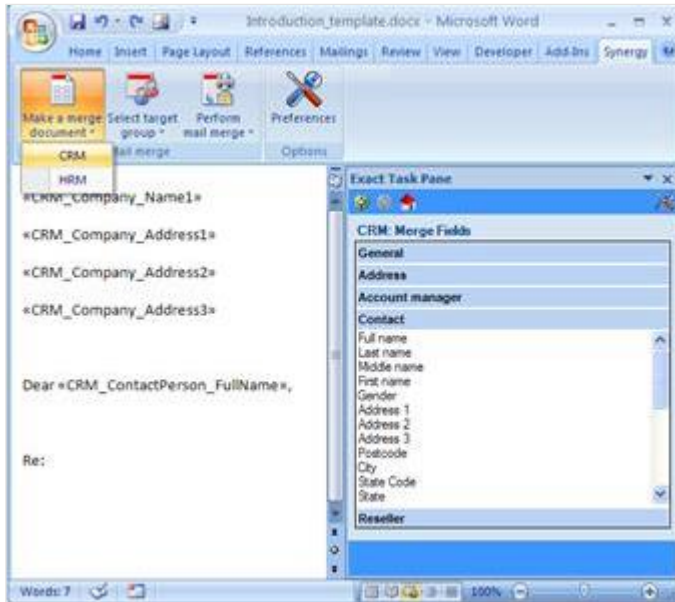 Introduction_template.docx - Microsoft Word
Home Insert Page Layout References Mailings Review View Developer Add-Ins Synergy
Make a merge document Select target group Perform mail merge Preferences
Mail merge Options
CRM
HRM
«CRM_Company_Name1»
«CRM_Company_Address1»
«CRM_Company_Address2»
«CRM_Company_Address3»
Dear «CRM_ContactPerson_FullName»,
Re:
Exact Task Pane
CRM: Merge Fields
General
Address
Account manager
Contact
Full name
Last name
Middle name
First name
Gender
Address 1
Address 2
Address 3
Postcode
City
State Code
State
Reseller
Words: 7 100%